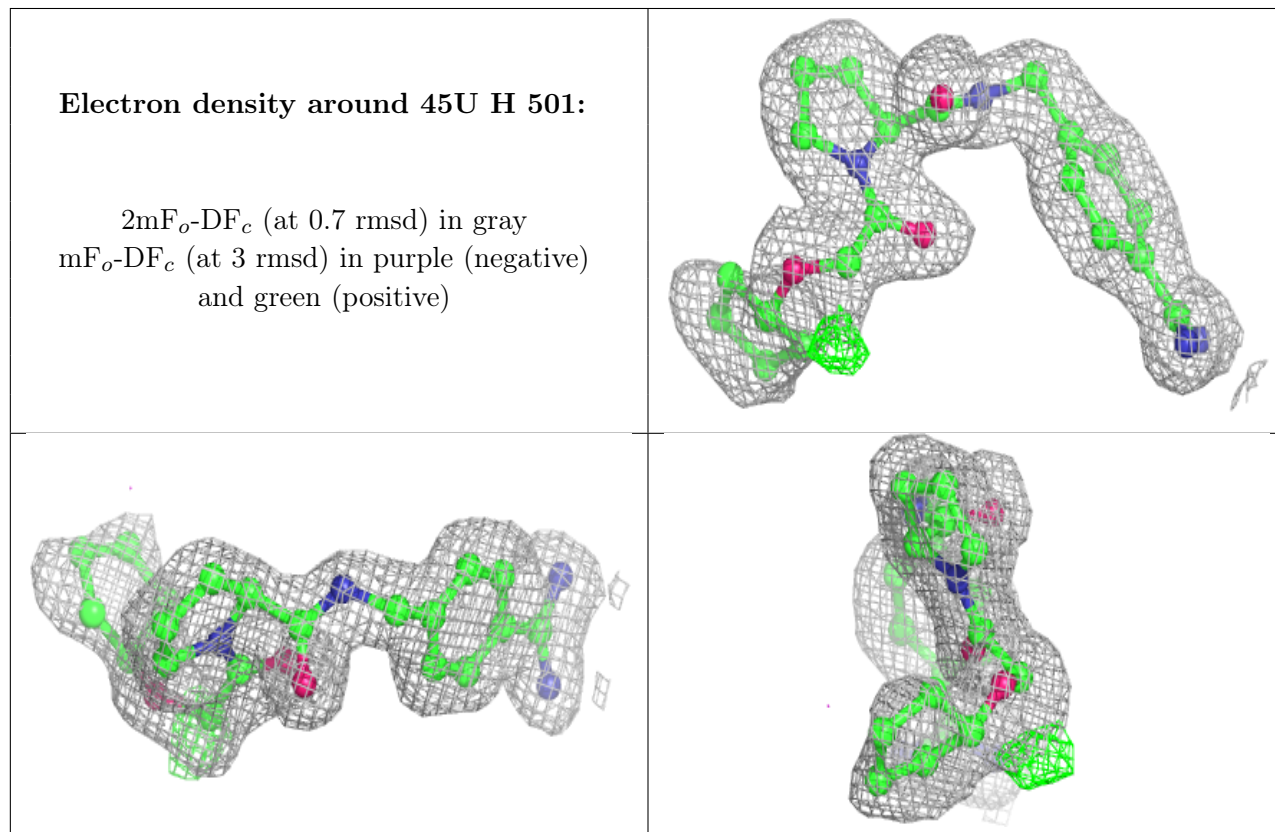 Electron density around 45U H 501:
2mFo-DFc (at 0.7 rmsd) in gray
mFo-DFc (at 3 rmsd) in purple (negative)
and green (positive)